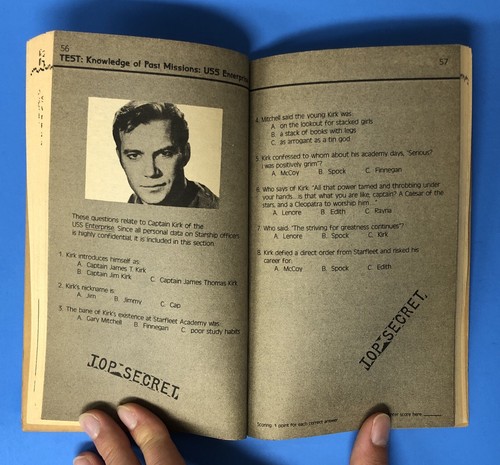 56
TEST: Knowledge of Past Missions: USS Enterprise
These questions relate to Captain Kirk of the
USS Enterprise. Since all personal data on Starship officers
is highly confidential, it is included in this section
1. Kirk introduces himself as
A. Captain James T. Kirk
B. Captain Jim Kirk C. Captain James Thomas Kirk
2. Kirk's nickname is
A. Jim B. Jimmy C. Cap
3. The bane of Kirk's existence at Starfleet Academy was
A. Gary Mitchell B. Finnegan C. poor study habits
TOP SECRET
57
4. Mitchell said the young Kirk was
A. on the lookout for stacked girls
B. a stack of books with legs
C. as arrogant as a tin god
5. Kirk confessed to whom about his academy days, "Serious?
I was positively grim"?
A. McCoy B. Spock C. Finnegan
6. Who says of Kirk: "All that power tamed and throbbing under
your hands... is that what you are like, captain? A Caesar of the
stars, and a Cleopatra to worship him."
A. Lenore B. Edith C. Rayna
7. Who said: "The striving for greatness continues"?
A. Lenore B. Spock C. Kirk
8. Kirk defied a direct order from Starfleet and risked his
career for
A. McCoy B. Spock C. Edith
TOP SECRET
Scoring: 1 point for each correct answer. score here